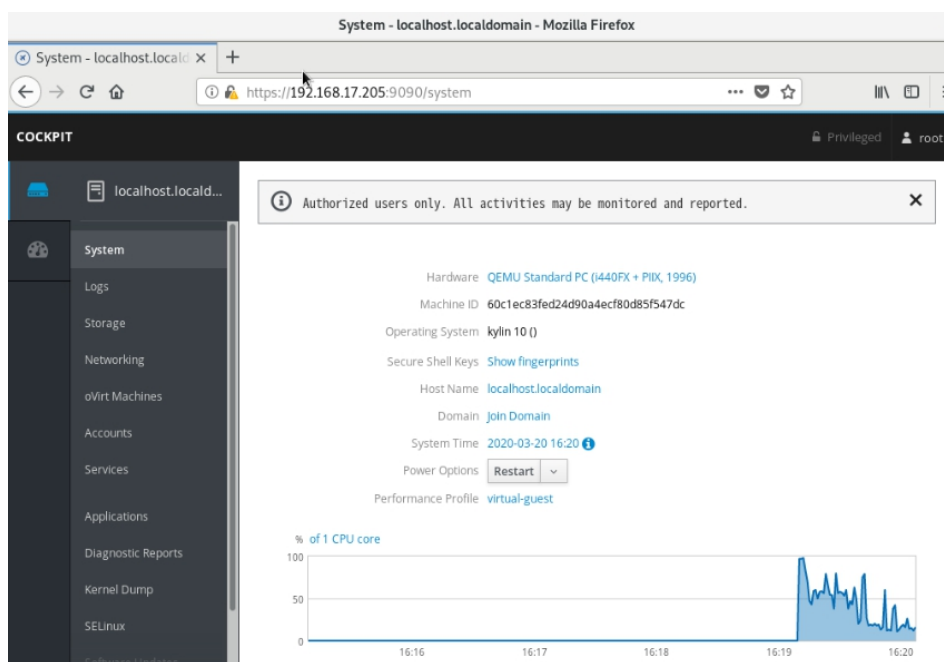 System - localhost.localdomain - Mozilla Firefox
System - localhost.locald
https://192.168.17.205:9090/system
COCKPIT
Privileged
root
localhost.locald...
Authorized users only. All activities may be monitored and reported.
System
Logs
Storage
Networking
oVirt Machines
Accounts
Services
Applications
Diagnostic Reports
Kernel Dump
SELinux
Software Updates
Hardware QEMU Standard PC (i440FX + PIIX, 1996)
Machine ID 60c1ec83fed24d90a4ecf80d85f547dc
Operating System kylin 10 ()
Secure Shell Keys Show fingerprints
Host Name localhost.localdomain
Domain Join Domain
System Time 2020-03-20 16:20
Power Options Restart
Performance Profile virtual-guest
% of 1 CPU core
100
50
0
16:16 16:17 16:18 16:19 16:20